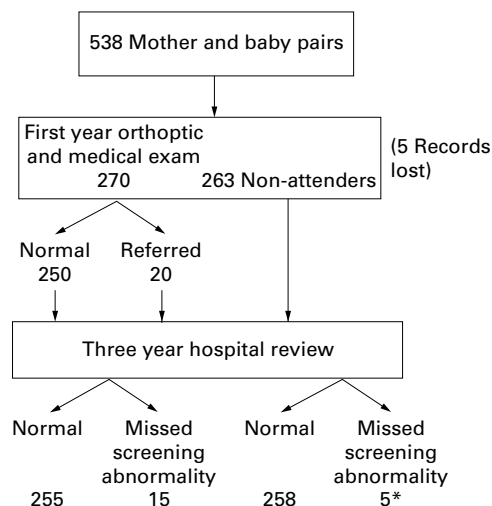 538 Mother and baby pairs
First year orthoptic
and medical exam
270 263 Non-attenders
(5 Records
lost)
Normal Referred
250 20
Three year hospital review
Normal Missed Normal Missed
screening screening
abnormality abnormality
255 15 258 5*